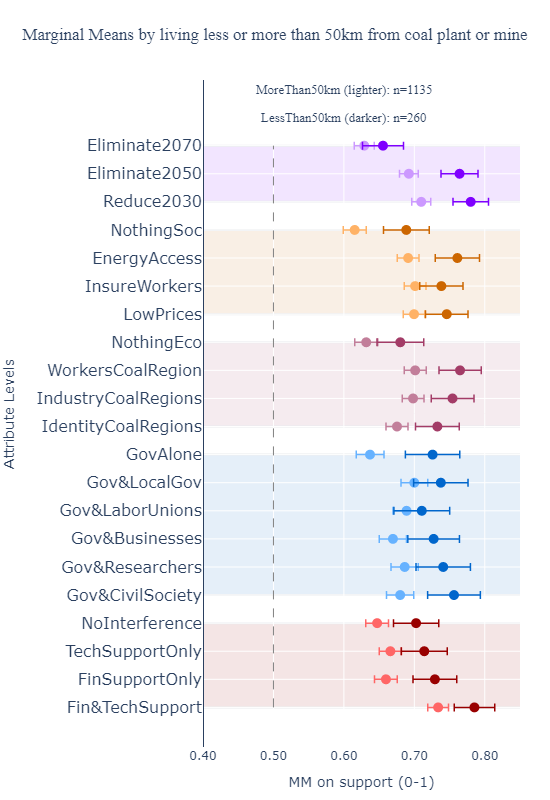 Marginal Means by living less or more than 50km from coal plant or mine
MoreThan50km (lighter): n=1135
LessThan50km (darker): n=260
Eliminate2070
Eliminate2050
Reduce2030
NothingSoc
EnergyAccess
InsureWorkers
LowPrices
NothingEco
WorkersCoalRegion
IndustryCoalRegions
IdentityCoalRegions
GovAlone
Gov&LocalGov
Gov&LaborUnions
Gov&Businesses
Gov&Researchers
Gov&CivilSociety
NoInterference
TechSupportOnly
FinSupportOnly
Fin&TechSupport
Attribute Levels
0.40 0.50 0.60 0.70 0.80
MM on support (0-1)